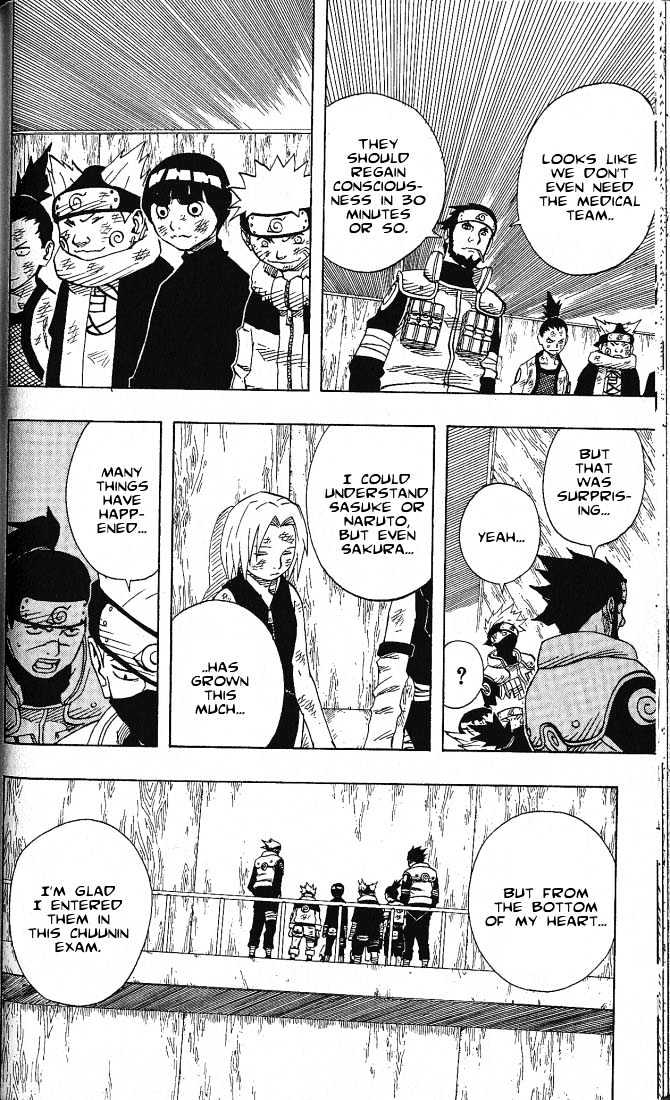 LOOKS LIKE
WE DON'T
EVEN NEED
THE MEDICAL
TEAM..
THEY
SHOULD
REGAIN
CONSCIOUS-
NESS IN 30
MINUTES
OR SO.
BUT
THAT
WAS
SURPRIS-
ING...
YEAH...
?
I COULD
UNDERSTAND
SASUKE OR
NARUTO,
BUT EVEN
SAKURA...
..HAS
GROWN
THIS
MUCH...
MANY
THINGS
HAVE
HAPP-
ENED...
BUT FROM
THE BOTTOM
OF MY HEART...
I'M GLAD
I ENTERED
THEM IN
THIS CHUUNIN
EXAM.